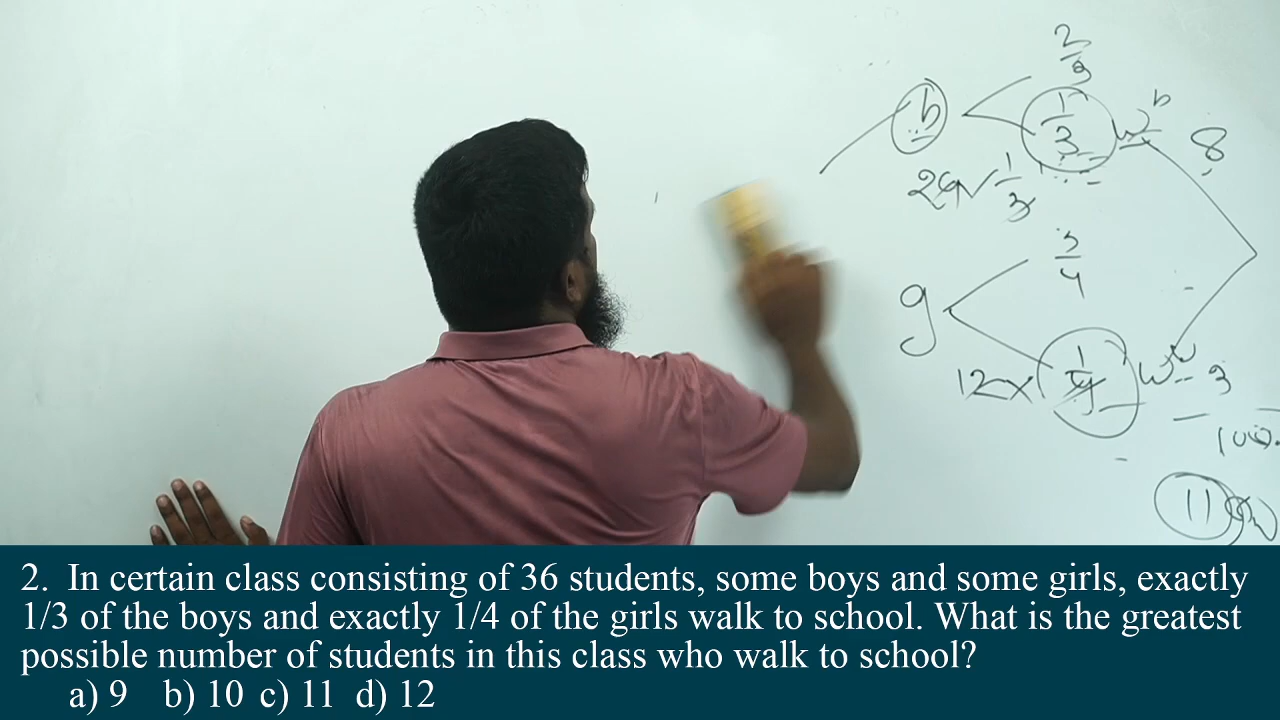 2/9
b 1/3 w b 8
24 1/3
3/4
g
12x 1/4 w 3
11
2. In certain class consisting of 36 students, some boys and some girls, exactly
1/3 of the boys and exactly 1/4 of the girls walk to school. What is the greatest
possible number of students in this class who walk to school?
a) 9 b) 10 c) 11 d) 12